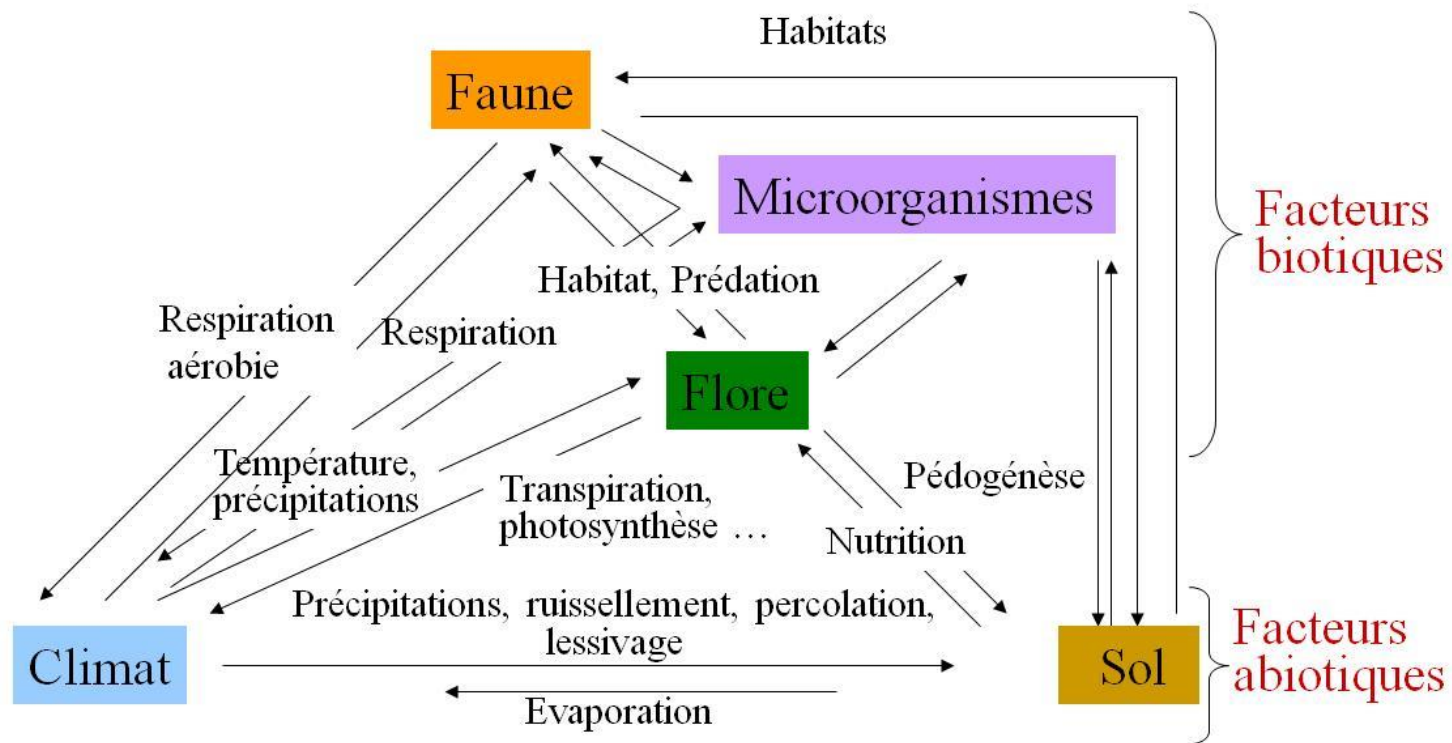 Habitats
Faune
Microorganismes
Facteurs
biotiques
Habitat, Prédation
Respiration
aérobie
Respiration
Flore
Température,
précipitations
Transpiration,
photosynthèse …
Pédogénèse
Nutrition
Précipitations, ruissellement, percolation,
lessivage
Climat
Sol
Facteurs
abiotiques
Evaporation